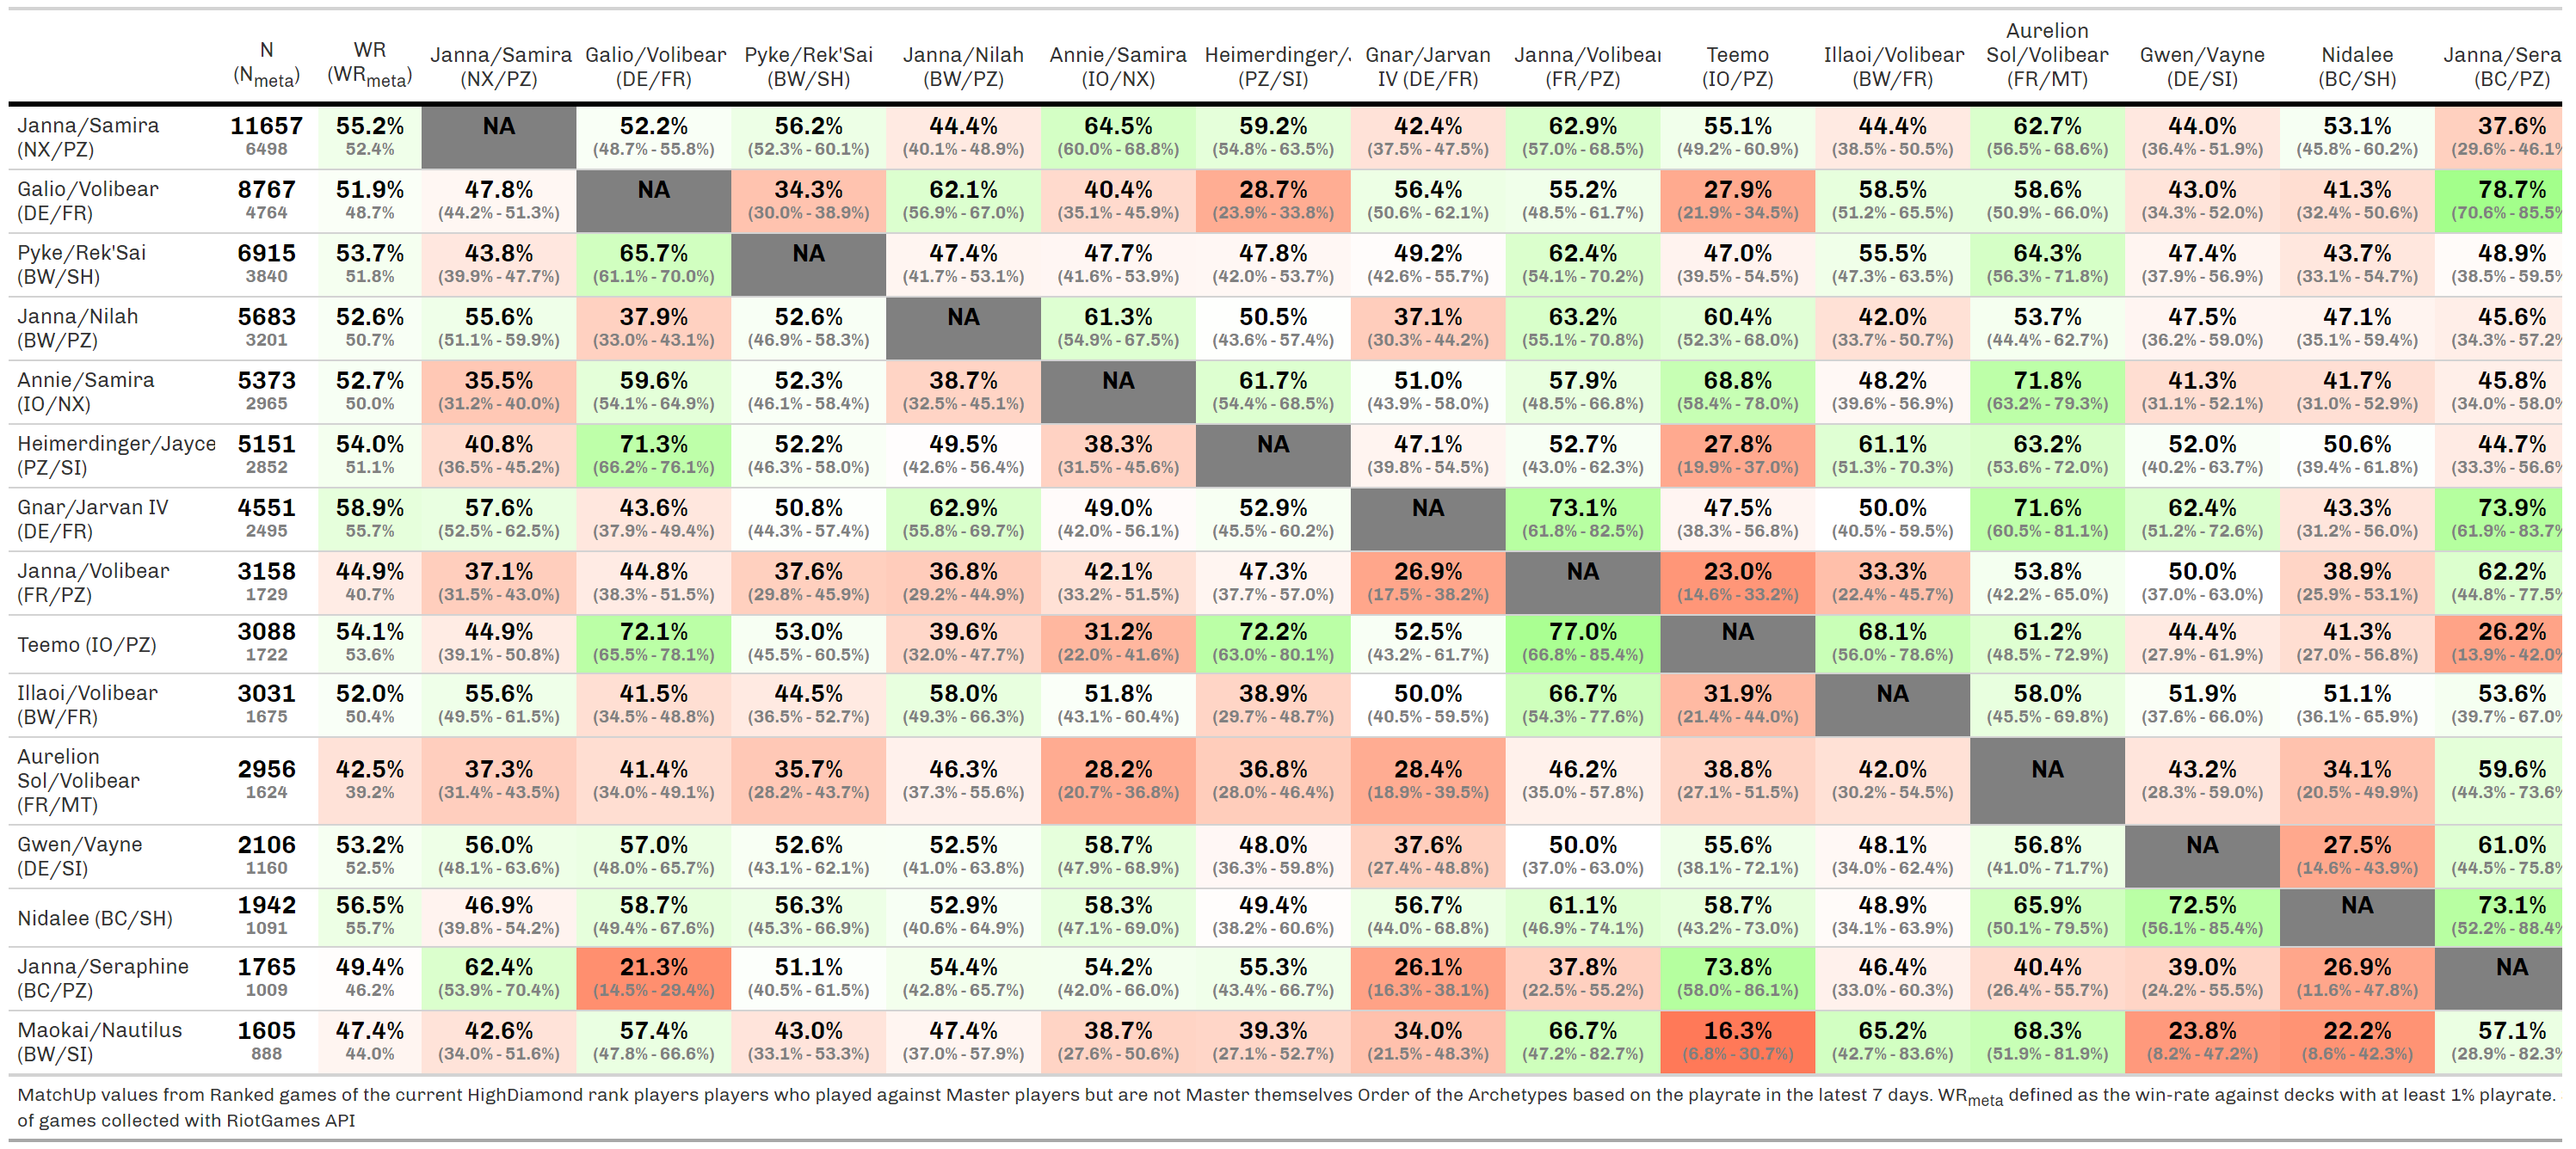 N (Nmeta) WR (WRmeta) Janna/Samira (NX/PZ) Galio/Volibear (DE/FR) Pyke/Rek'Sai (BW/SH) Janna/Nilah (BW/PZ) Annie/Samira (IO/NX) Heimerdinger/J (PZ/SI) Gnar/Jarvan IV (DE/FR) Janna/Volibear (FR/PZ) Teemo (IO/PZ) Illaoi/Volibear (BW/FR) Aurelion Sol/Volibear (FR/MT) Gwen/Vayne (DE/SI) Nidalee (BC/SH) Janna/Sera (BC/PZ)
Janna/Samira 11657 55.2% NA 52.2% 56.2% 44.4% 64.5% 59.2% 42.4% 62.9% 55.1% 44.4% 62.7% 44.0% 53.1% 37.6%
(NX/PZ) 6498 52.4% (48.7% - 55.8%) (52.3% - 60.1%) (40.1% - 48.9%) (60.0% - 68.8%) (54.8% - 63.5%) (37.5% - 47.5%) (57.0% - 68.5%) (49.2% - 60.9%) (38.5% - 50.5%) (56.5% - 68.6%) (36.4% - 51.9%) (45.8% - 60.2%) (29.6% - 46.1%
Galio/Volibear 8767 51.9% 47.8% NA 34.3% 62.1% 40.4% 28.7% 56.4% 55.2% 27.9% 58.5% 58.6% 43.0% 41.3% 78.7%
(DE/FR) 4764 48.7% (44.2% - 51.3%) (30.0% - 38.9%) (56.9% - 67.0%) (35.1% - 45.9%) (23.9% - 33.8%) (50.6% - 62.1%) (48.5% - 61.7%) (21.9% - 34.5%) (51.2% - 65.5%) (50.9% - 66.0%) (34.3% - 52.0%) (32.4% - 50.6%) (70.6% - 85.5%
Pyke/Rek'Sai 6915 53.7% 43.8% 65.7% NA 47.4% 47.7% 47.8% 49.2% 62.4% 47.0% 55.5% 64.3% 47.4% 43.7% 48.9%
(BW/SH) 3840 51.8% (39.9% - 47.7%) (61.1% - 70.0%) (41.7% - 53.1%) (41.6% - 53.9%) (42.0% - 53.7%) (42.6% - 55.7%) (54.1% - 70.2%) (39.5% - 54.5%) (47.3% - 63.5%) (56.3% - 71.8%) (37.9% - 56.9%) (33.1% - 54.7%) (38.5% - 59.5%
Janna/Nilah 5683 52.6% 55.6% 37.9% 52.6% NA 61.3% 50.5% 37.1% 63.2% 60.4% 42.0% 53.7% 47.5% 47.1% 45.6%
(BW/PZ) 3201 50.7% (51.1% - 59.9%) (33.0% - 43.1%) (46.9% - 58.3%) (54.9% - 67.5%) (43.6% - 57.4%) (30.3% - 44.2%) (55.1% - 70.8%) (52.3% - 68.0%) (33.7% - 50.7%) (44.4% - 62.7%) (36.2% - 59.0%) (35.1% - 59.4%) (34.3% - 57.2%
Annie/Samira 5373 52.7% 35.5% 59.6% 52.3% 38.7% NA 61.7% 51.0% 57.9% 68.8% 48.2% 71.8% 41.3% 41.7% 45.8%
(IO/NX) 2965 50.0% (31.2% - 40.0%) (54.1% - 64.9%) (46.1% - 58.4%) (32.5% - 45.1%) (54.4% - 68.5%) (43.9% - 58.0%) (48.5% - 66.8%) (58.4% - 78.0%) (39.6% - 56.9%) (63.2% - 79.3%) (31.1% - 52.1%) (31.0% - 52.9%) (34.0% - 58.0%
Heimerdinger/Jayce 5151 54.0% 40.8% 71.3% 52.2% 49.5% 38.3% NA 47.1% 52.7% 27.8% 61.1% 63.2% 52.0% 50.6% 44.7%
(PZ/SI) 2852 51.1% (36.5% - 45.2%) (66.2% - 76.1%) (46.3% - 58.0%) (42.6% - 56.4%) (31.5% - 45.6%) (39.8% - 54.5%) (43.0% - 62.3%) (19.9% - 37.0%) (51.3% - 70.3%) (53.6% - 72.0%) (40.2% - 63.7%) (39.4% - 61.8%) (33.3% - 56.6%
Gnar/Jarvan IV 4551 58.9% 57.6% 43.6% 50.8% 62.9% 49.0% 52.9% NA 73.1% 47.5% 50.0% 71.6% 62.4% 43.3% 73.9%
(DE/FR) 2495 55.7% (52.5% - 62.5%) (37.9% - 49.4%) (44.3% - 57.4%) (55.8% - 69.7%) (42.0% - 56.1%) (45.5% - 60.2%) (61.8% - 82.5%) (38.3% - 56.8%) (40.5% - 59.5%) (60.5% - 81.1%) (51.2% - 72.6%) (31.2% - 56.0%) (61.9% - 83.7%
Janna/Volibear 3158 44.9% 37.1% 44.8% 37.6% 36.8% 42.1% 47.3% 26.9% NA 23.0% 33.3% 53.8% 50.0% 38.9% 62.2%
(FR/PZ) 1729 40.7% (31.5% - 43.0%) (38.3% - 51.5%) (29.8% - 45.9%) (29.2% - 44.9%) (33.2% - 51.5%) (37.7% - 57.0%) (17.5% - 38.2%) (14.6% - 33.2%) (22.4% - 45.7%) (42.2% - 65.0%) (37.0% - 63.0%) (25.9% - 53.1%) (44.8% - 77.5%
Teemo (IO/PZ) 3088 54.1% 44.9% 72.1% 53.0% 39.6% 31.2% 72.2% 52.5% 77.0% NA 68.1% 61.2% 44.4% 41.3% 26.2%
1722 53.6% (39.1% - 50.8%) (65.5% - 78.1%) (45.5% - 60.5%) (32.0% - 47.7%) (22.0% - 41.6%) (63.0% - 80.1%) (43.2% - 61.7%) (66.8% - 85.4%) (56.0% - 78.6%) (48.5% - 72.9%) (27.9% - 61.9%) (27.0% - 56.8%) (13.9% - 42.0%
Illaoi/Volibear 3031 52.0% 55.6% 41.5% 44.5% 58.0% 51.8% 38.9% 50.0% 66.7% 31.9% NA 58.0% 51.9% 51.1% 53.6%
(BW/FR) 1675 50.4% (49.5% - 61.5%) (34.5% - 48.8%) (36.5% - 52.7%) (49.3% - 66.3%) (43.1% - 60.4%) (29.7% - 48.7%) (40.5% - 59.5%) (54.3% - 77.6%) (21.4% - 44.0%) (45.5% - 69.8%) (37.6% - 66.0%) (36.1% - 65.9%) (39.7% - 67.0%
Aurelion Sol/Volibear 2956 42.5% 37.3% 41.4% 35.7% 46.3% 28.2% 36.8% 28.4% 46.2% 38.8% 42.0% NA 43.2% 34.1% 59.6%
(FR/MT) 1624 39.2% (31.4% - 43.5%) (34.0% - 49.1%) (28.2% - 43.7%) (37.3% - 55.6%) (20.7% - 36.8%) (28.0% - 46.4%) (18.9% - 39.5%) (35.0% - 57.8%) (27.1% - 51.5%) (30.2% - 54.5%) (28.3% - 59.0%) (20.5% - 49.9%) (44.3% - 73.6%
Gwen/Vayne 2106 53.2% 56.0% 57.0% 52.6% 52.5% 58.7% 48.0% 37.6% 50.0% 55.6% 48.1% 56.8% NA 27.5% 61.0%
(DE/SI) 1160 52.5% (48.1% - 63.6%) (48.0% - 65.7%) (43.1% - 62.1%) (41.0% - 63.8%) (47.9% - 68.9%) (36.3% - 59.8%) (27.4% - 48.8%) (37.0% - 63.0%) (38.1% - 72.1%) (34.0% - 62.4%) (41.0% - 71.7%) (14.6% - 43.9%) (44.5% - 75.8%
Nidalee (BC/SH) 1942 56.5% 46.9% 58.7% 56.3% 52.9% 58.3% 49.4% 56.7% 61.1% 58.7% 48.9% 65.9% 72.5% NA 73.1%
1091 55.7% (39.8% - 54.2%) (49.4% - 67.6%) (45.3% - 66.9%) (40.6% - 64.9%) (47.1% - 69.0%) (38.2% - 60.6%) (44.0% - 68.8%) (46.9% - 74.1%) (43.2% - 73.0%) (34.1% - 63.9%) (50.1% - 79.5%) (56.1% - 85.4%) (52.2% - 88.4%
Janna/Seraphine 1765 49.4% 62.4% 21.3% 51.1% 54.4% 54.2% 55.3% 26.1% 37.8% 73.8% 46.4% 40.4% 39.0% 26.9% NA
(BC/PZ) 1009 46.2% (53.9% - 70.4%) (14.5% - 29.4%) (40.5% - 61.5%) (42.8% - 65.7%) (42.0% - 66.0%) (43.4% - 66.7%) (16.3% - 38.1%) (22.5% - 55.2%) (58.0% - 86.1%) (33.0% - 60.3%) (26.4% - 55.7%) (24.2% - 55.5%) (11.6% - 47.8%)
Maokai/Nautilus 1605 47.4% 42.6% 57.4% 43.0% 47.4% 38.7% 39.3% 34.0% 66.7% 16.3% 65.2% 68.3% 23.8% 22.2% 57.1%
(BW/SI) 888 44.0% (34.0% - 51.6%) (47.8% - 66.6%) (33.1% - 53.3%) (37.0% - 57.9%) (27.6% - 50.6%) (27.1% - 52.7%) (21.5% - 48.3%) (47.2% - 82.7%) (6.8% - 30.7%) (42.7% - 83.6%) (51.9% - 81.9%) (8.2% - 47.2%) (8.6% - 42.3%) (28.9% - 82.3%
MatchUp values from Ranked games of the current HighDiamond rank players players who played against Master players but are not Master themselves Order of the Archetypes based on the playrate in the latest 7 days. WRmeta defined as the win-rate against decks with at least 1% playrate.
of games collected with RiotGames API